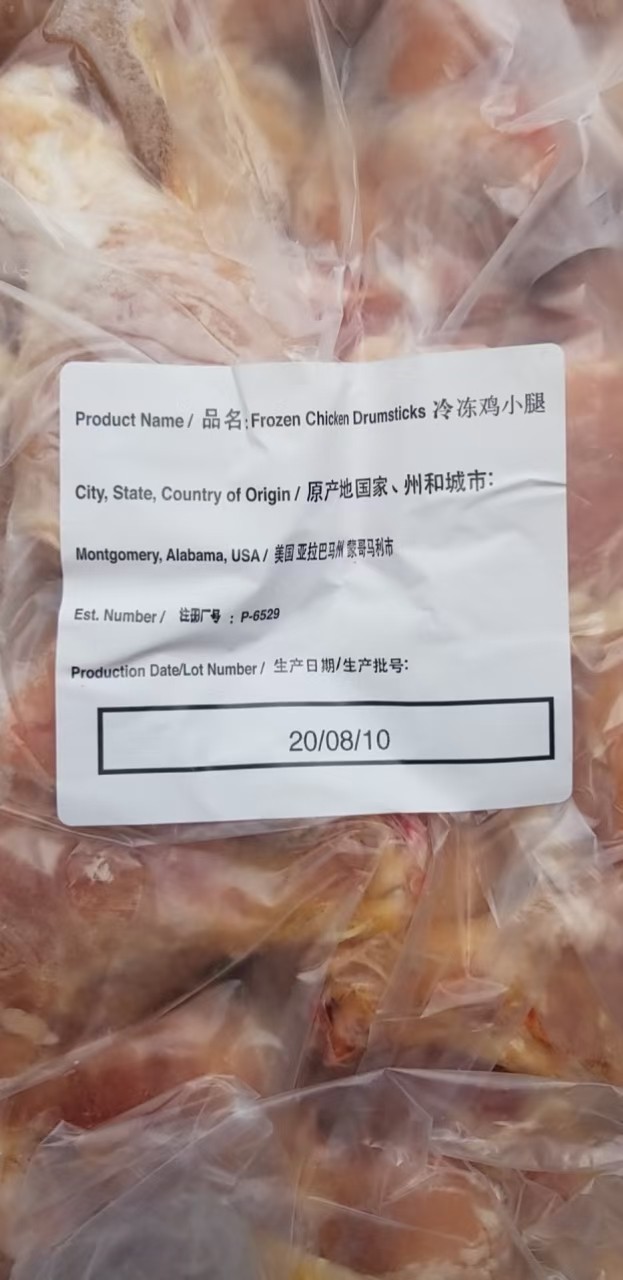 Product Name / 品名: Frozen Chicken Drumsticks 冷冻鸡小腿
City, State, Country of Origin / 原产地国家、州和城市:
Montgomery, Alabama, USA / 美国 亚拉巴马州 蒙哥马利市
Est. Number / 注册厂号 : P-6529
Production Date/Lot Number / 生产日期/生产批号:
20/08/10